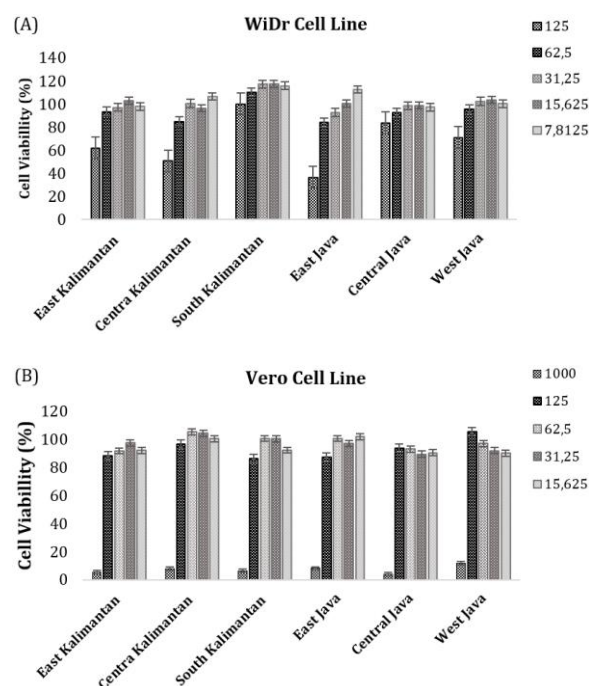 (A)
WiDr Cell Line
Cell Viabillity (%)
140
120
100
80
60
40
20
0
East Kalimantan
Centra Kalimantan
South Kalimantan
East Java
Central Java
West Java
125
62,5
31,25
15,625
7,8125
(B)
Vero Cell Line
Cell Viabillity (%)
120
100
80
60
40
20
0
East Kalimantan
Centra Kalimantan
South Kalimantan
East Java
Central Java
West Java
1000
125
62,5
31,25
15,625